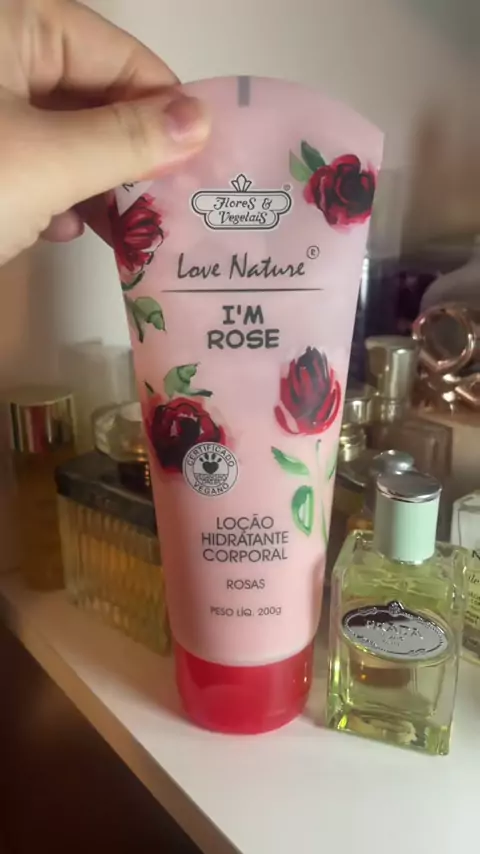 Flores &
Vegetais
Love Nature®
I'M
ROSE
CERTIFICADO
VEGANO
LOÇÃO
HIDRATANTE
CORPORAL
ROSAS
PESO LÍQ. 200g
PRADA